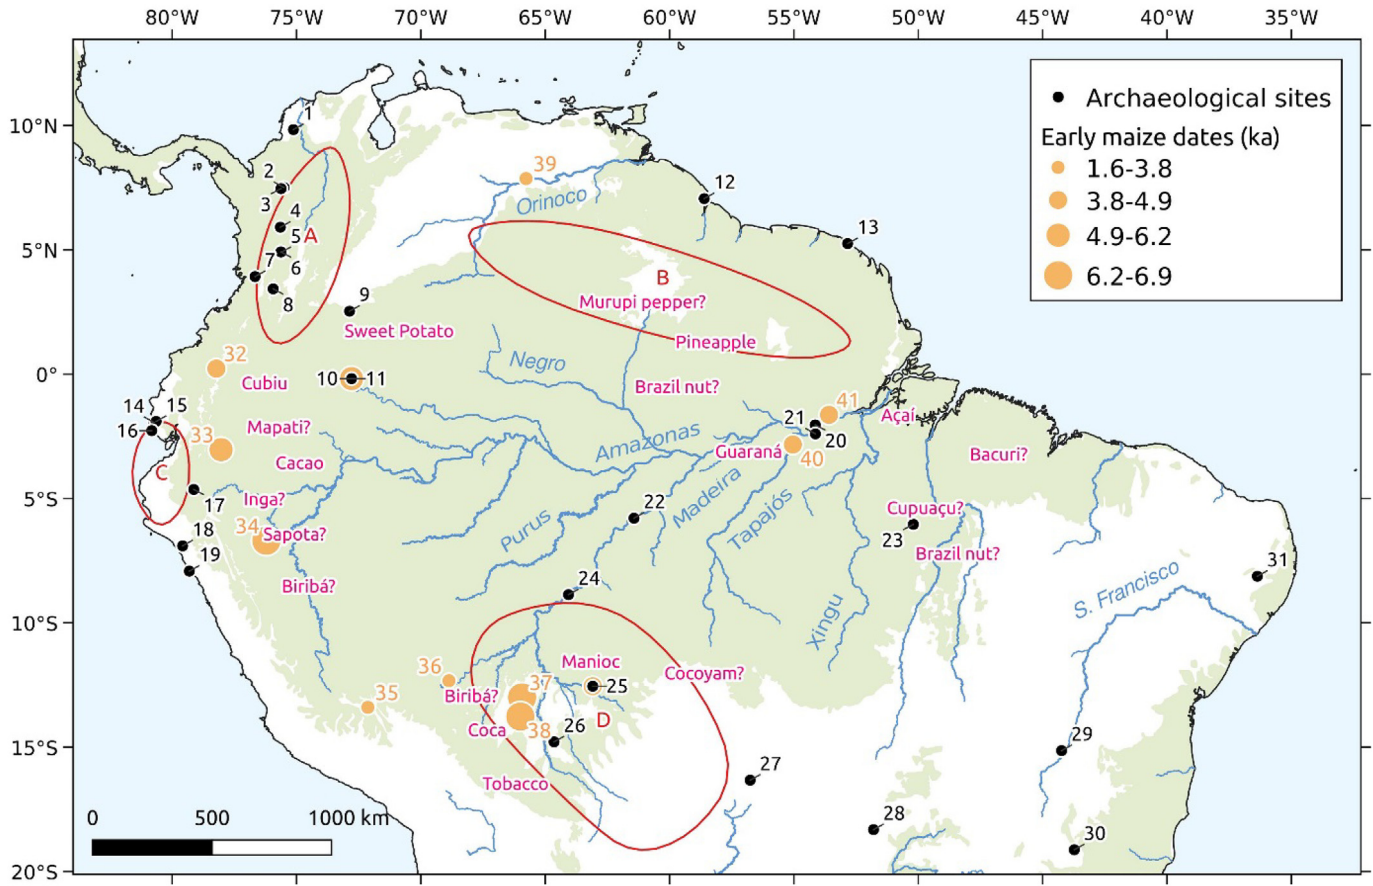 80°W 75°W 70°W 65°W 60°W 55°W 50°W 45°W 40°W 35°W
Archaeological sites
Early maize dates (ka)
1.6-3.8
3.8-4.9
4.9-6.2
6.2-6.9
10°N
5°N
0°
5°S
10°S
15°S
20°S
1
2
3
4
5
A
6
7
8
9
39
Orinoco
12
13
B
Murupi pepper?
Pineapple
Sweet Potato
32
Cubiu
10
11
Negro
Brazil nut?
41
Açaí
14
15
16
33
Mapati?
Amazonas
21
20
Guaraná
40
Bacuri?
C
Cacao
17
Inga?
22
Madeira
Tapajós
Cupuaçu?
18
34
Sapota?
Purus
23
Brazil nut?
19
Biribá?
24
Xingu
S. Francisco
31
Manioc
Cocoyam?
36
37
25
Biribá?
35
Coca
38
26
D
29
Tobacco
27
28
30
0 500 1000 km